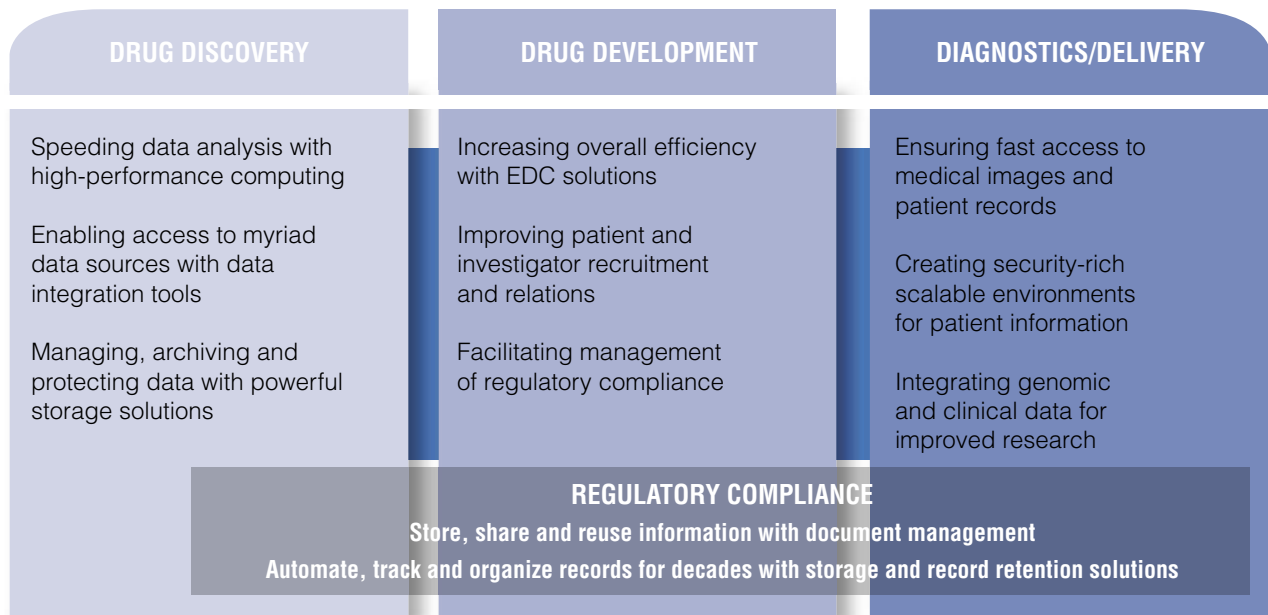 DRUG DISCOVERY
Speeding data analysis with
high-performance computing
Enabling access to myriad
data sources with data
integration tools
Managing, archiving and
protecting data with powerful
storage solutions
DRUG DEVELOPMENT
Increasing overall efficiency
with EDC solutions
Improving patient and
investigator recruitment
and relations
Facilitating management
of regulatory compliance
DIAGNOSTICS/DELIVERY
Ensuring fast access to
medical images and
patient records
Creating security-rich
scalable environments
for patient information
Integrating genomic
and clinical data for
improved research
REGULATORY COMPLIANCE
Store, share and reuse information with document management
Automate, track and organize records for decades with storage and record retention solutions